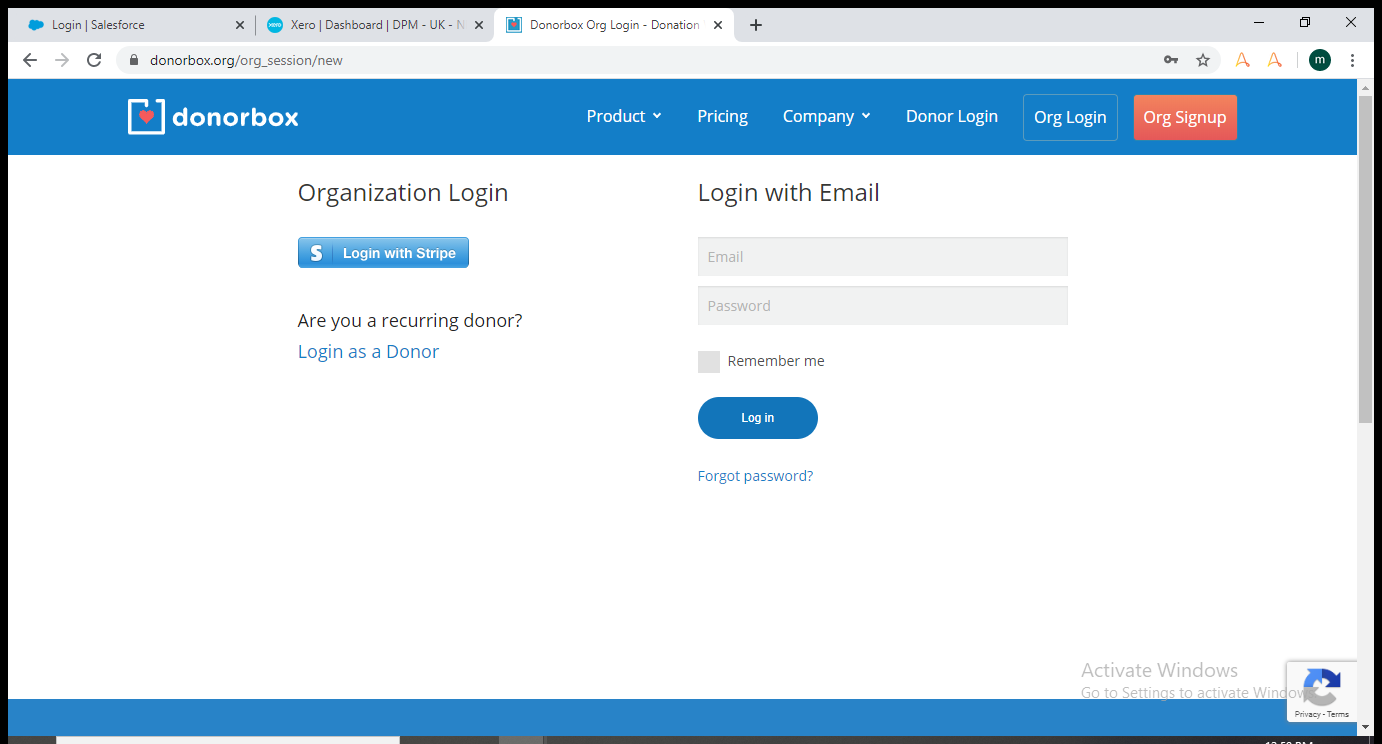 Login | Salesforce
xero Xero | Dashboard | DPM - UK - N
Donorbox Org Login - Donation
donorbox.org/org_session/new
m
donorbox
Product
Pricing
Company
Donor Login
Org Login
Org Signup
Organization Login
S Login with Stripe
Are you a recurring donor?
Login as a Donor
Login with Email
Email
Password
Remember me
Log in
Forgot password?
Activate Windows
Go to Settings to activate Windows
Privacy - Terms